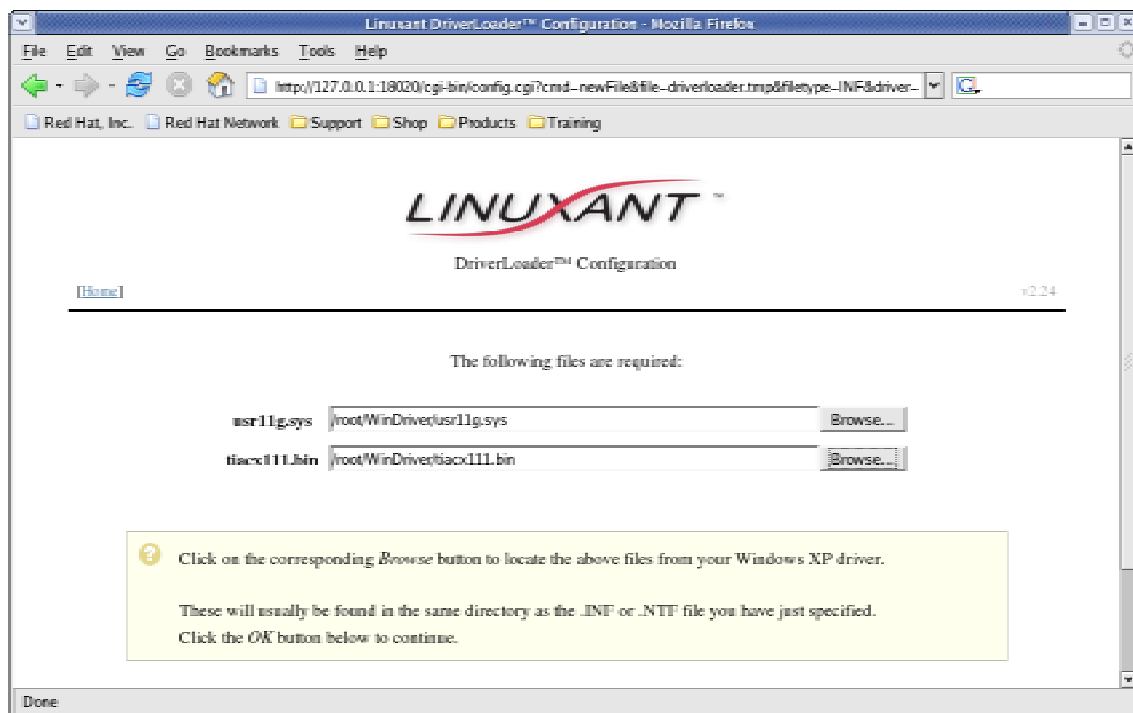 Linuxant DriverLoader™ Configuration - Mozilla Firefox
File Edit View Go Bookmarks Tools Help
http://127.0.0.1:18020/cgi-bin/config.cgi?cmd=newFile&file=driverloader.tmp&filetype=INF&driver-
G.
Red Hat, Inc. Red Hat Network Support Shop Products Training
LINUXANT ™
DriverLoader™ Configuration
[Home] v2.24
The following files are required:
usr11g.sys /root/WinDriver/usr11g.sys Browse...
tiacx111.bin /root/WinDriver/tiacx111.bin Browse...
? Click on the corresponding Browse button to locate the above files from your Windows XP driver.
These will usually be found in the same directory as the .INF or .NTF file you have just specified.
Click the OK button below to continue.
Done